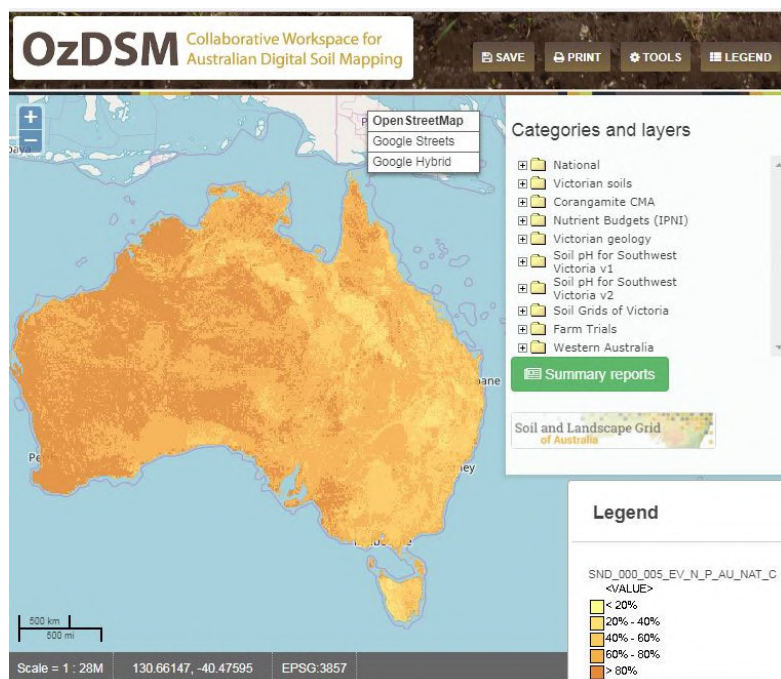 OzDSM
Collaborative Workspace for
Australian Digital Soil Mapping
SAVE
PRINT
TOOLS
LEGEND
+
−
OpenStreetMap
Google Streets
Google Hybrid
Categories and layers
National
Victorian soils
Corangamite CMA
Nutrient Budgets (IPNI)
Victorian geology
Soil pH for Southwest
Victoria v1
Soil pH for Southwest
Victoria v2
Soil Grids of Victoria
Farm Trials
Western Australia
Summary reports
Soil and Landscape Grid
of Australia
bane
Pe
ney
Legend
SND_000_005_EV_N_P_AU_NAT_C
<VALUE>
< 20%
20% - 40%
40% - 60%
60% - 80%
> 80%
500 km
500 mi
Scale = 1 : 28M
130.66147, -40.47595
EPSG:3857